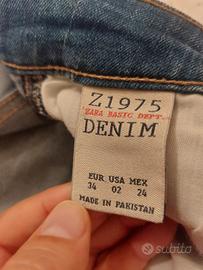 Z1975
"ZARA BASIC DEPT."
DENIM
EUR USA MEX
34 02 24
MADE IN PAKISTAN
subito